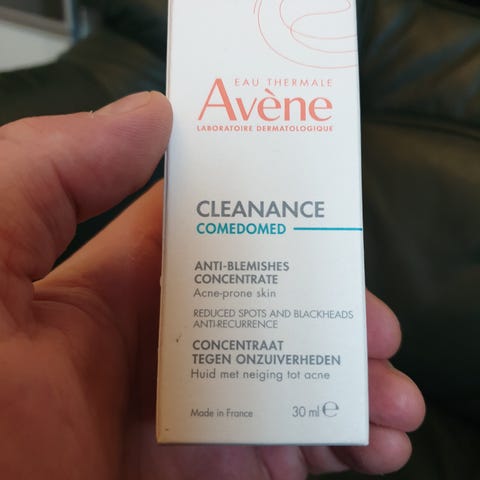 EAU THERMALE
Avène
LABORATOIRE DERMATOLOGIQUE
CLEANANCE
COMEDOMED
ANTI-BLEMISHES
CONCENTRATE
Acne-prone skin
REDUCED SPOTS AND BLACKHEADS
ANTI-RECURRENCE
CONCENTRAAT
TEGEN ONZUIVERHEDEN
Huid met neiging tot acne
Made in France 30 ml ℮